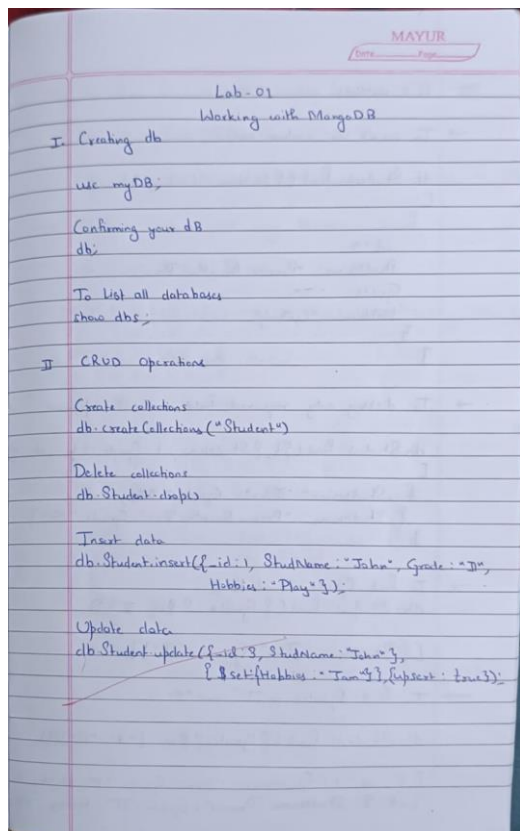 MAYUR
Date Page
Lab-01
Working with MongoDB
I. Creating db
use myDB;
Confirming your dB
db;
To List all databases
show dbs;
II CRUD Operations
Create collections
db.createCollections("Student")
Delete collections
db.Student.drop()
Insert data
db.Student.insert({_id:1, StudName:"John", Grade:"D",
Hobbies:"Play"});
Update data
db.Student.update({_id:3, StudName:"John"},
{$set:{Hobbies:"Jam"}},{upsert:true});